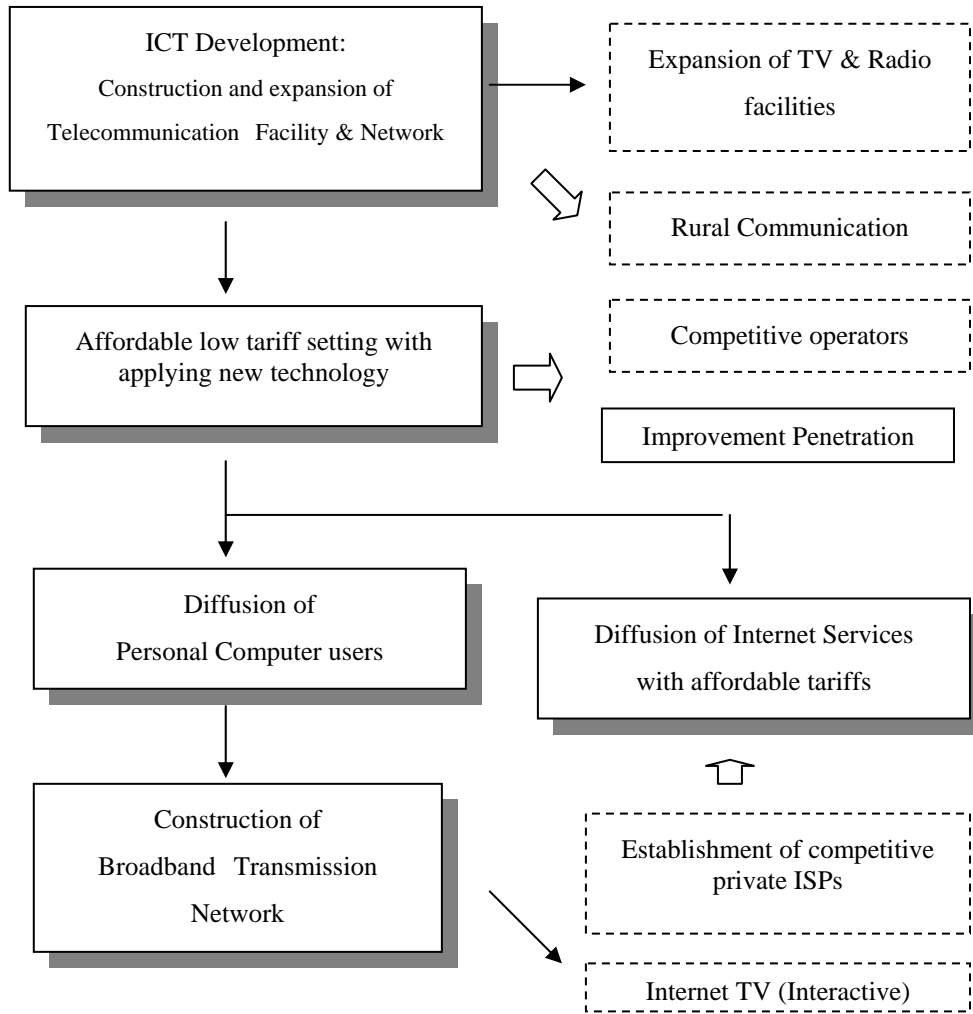 ICT Development:
Construction and expansion of
Telecommunication Facility & Network
Expansion of TV & Radio
facilities
Rural Communication
Affordable low tariff setting with
applying new technology
Competitive operators
Improvement Penetration
Diffusion of
Personal Computer users
Diffusion of Internet Services
with affordable tariffs
Construction of
Broadband Transmission
Network
Establishment of competitive
private ISPs
Internet TV (Interactive)